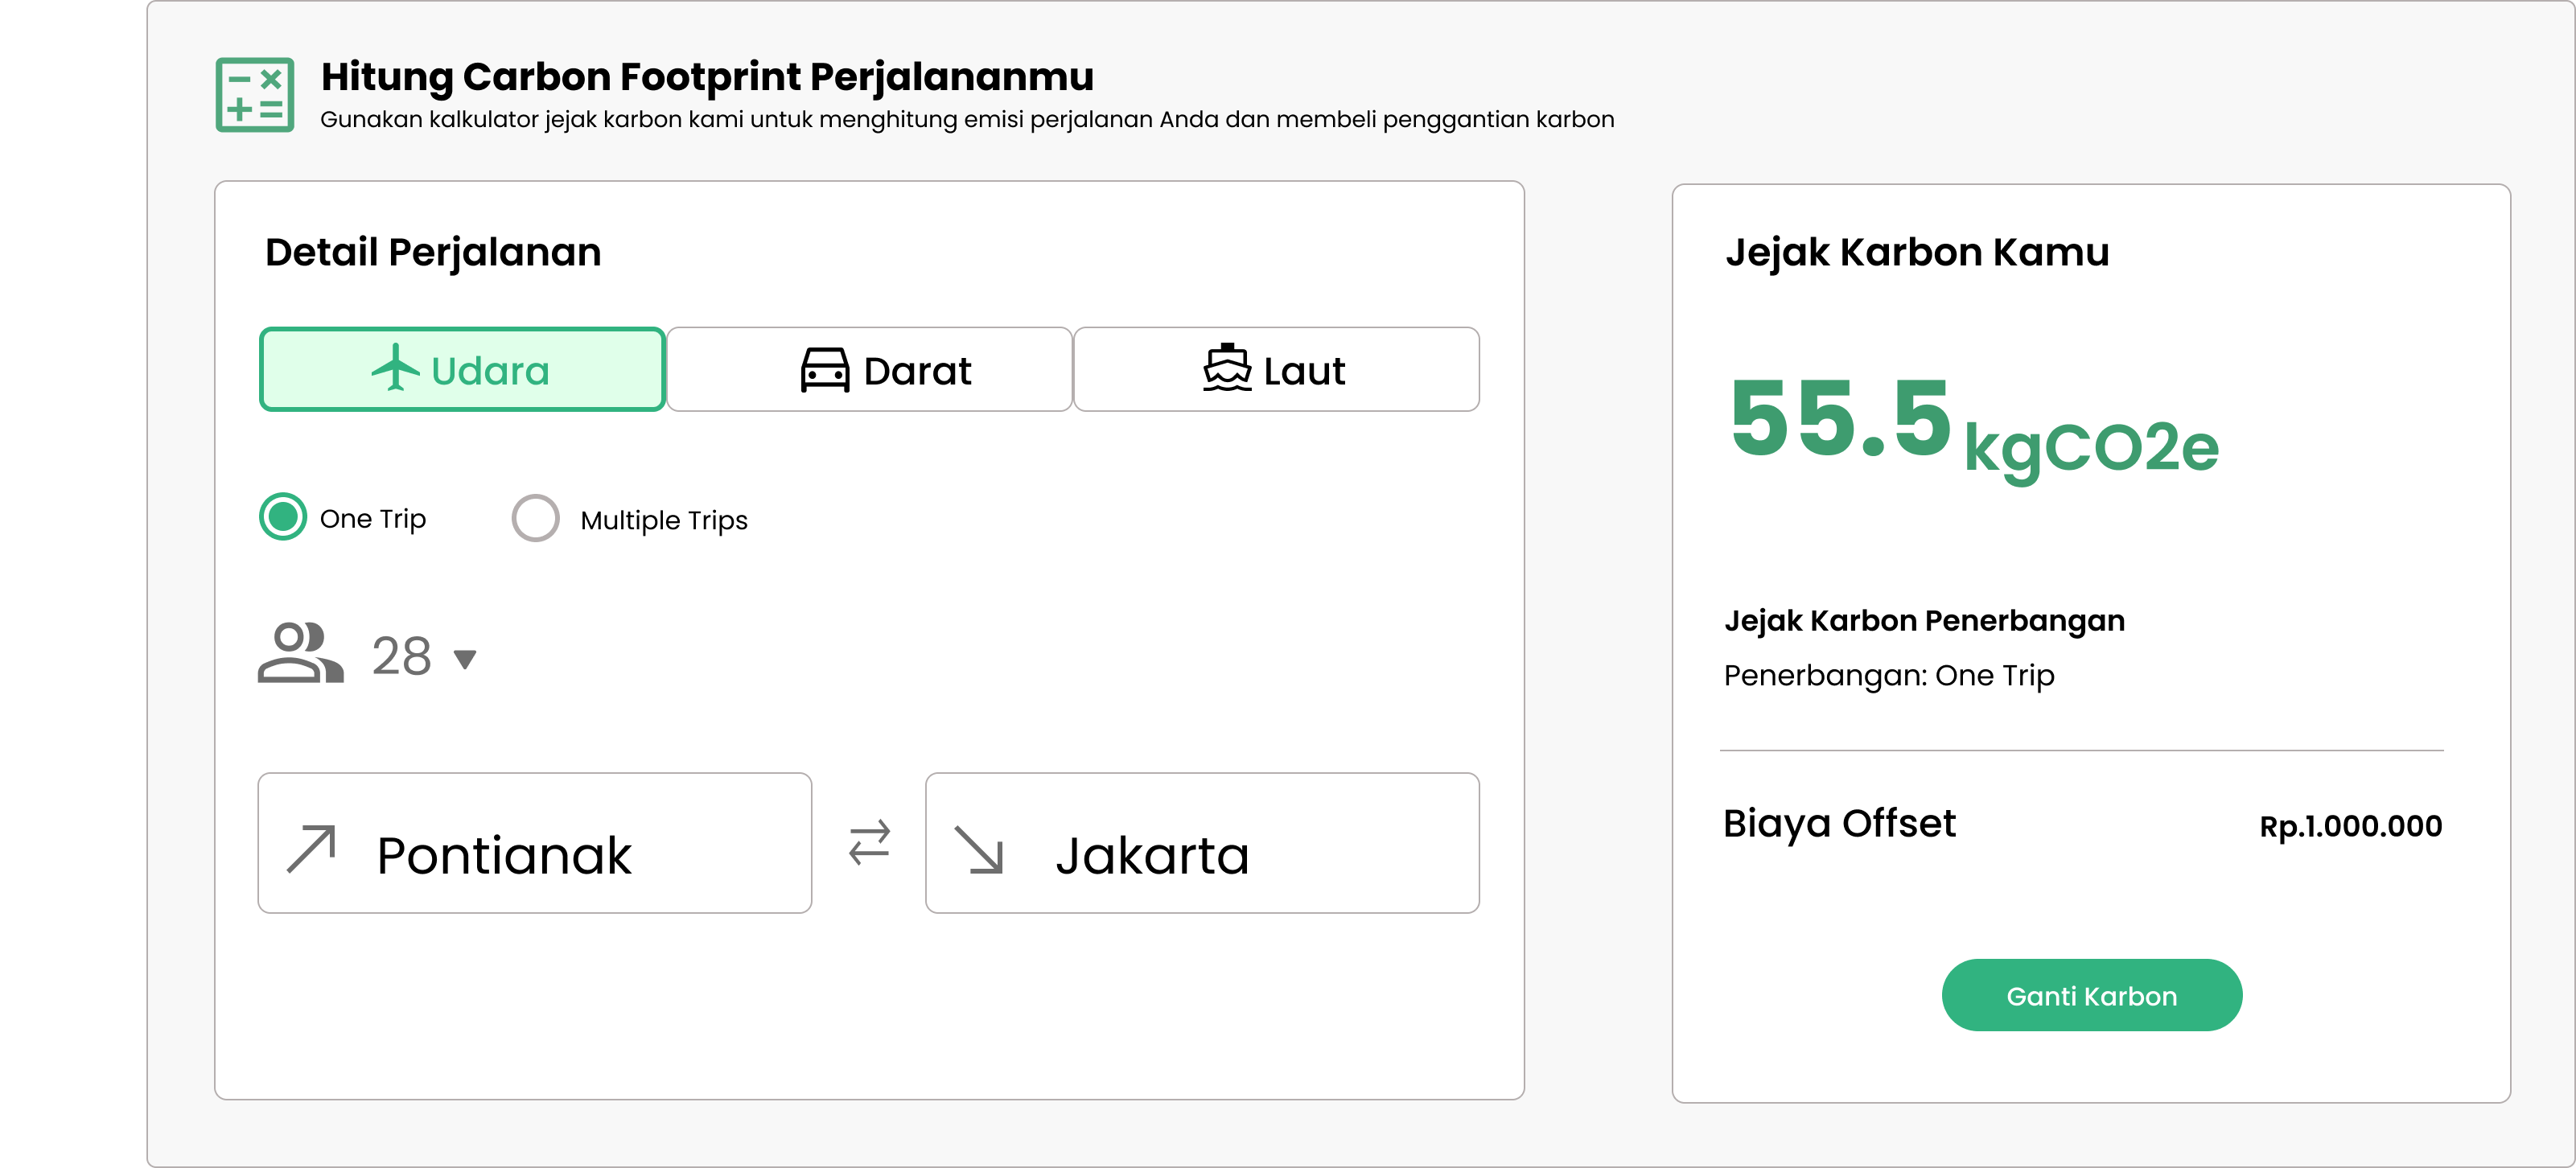 Hitung Carbon Footprint Perjalananmu
Gunakan kalkulator jejak karbon kami untuk menghitung emisi perjalanan Anda dan membeli penggantian karbon
Detail Perjalanan
Udara
Darat
Laut
One Trip
Multiple Trips
28
Pontianak
Jakarta
Jejak Karbon Kamu
55.5 kgCO2e
Jejak Karbon Penerbangan
Penerbangan: One Trip
Biaya Offset
Rp.1.000.000
Ganti Karbon